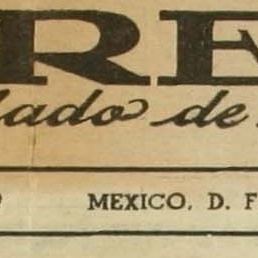 RE
lado de
MEXICO. D. F